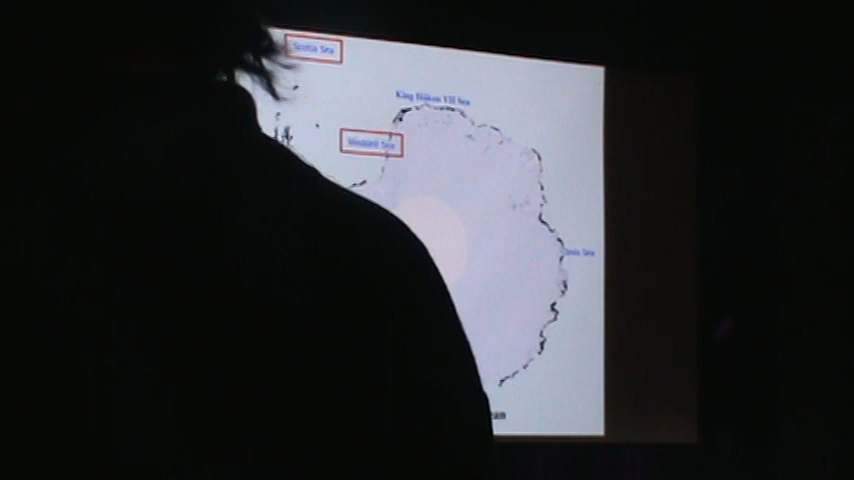 Scotia Sea
King Håkon VII Sea
Weddell Sea
Davis Sea